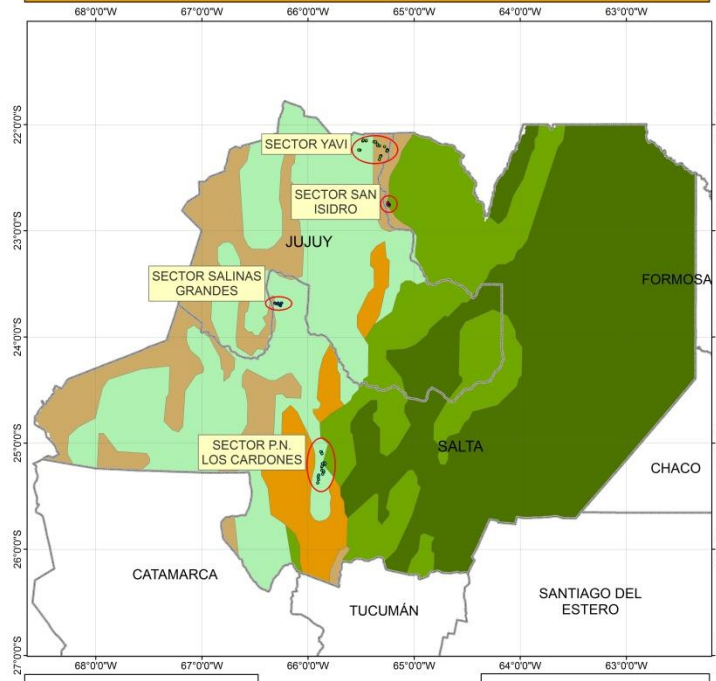 68°0'0"W 67°0'0"W 66°0'0"W 65°0'0"W 64°0'0"W 63°0'0"W
22°0'0"S
23°0'0"S
24°0'0"S
25°0'0"S
26°0'0"S
27°0'0"S
SECTOR YAVI
SECTOR SAN
ISIDRO
JUJUY
SECTOR SALINAS
GRANDES
FORMOSA
SECTOR P.N.
LOS CARDONES
SALTA
CHACO
CATAMARCA
SANTIAGO DEL
ESTERO
TUCUMÁN
68°0'0"W 67°0'0"W 66°0'0"W 65°0'0"W 64°0'0"W 63°0'0"W